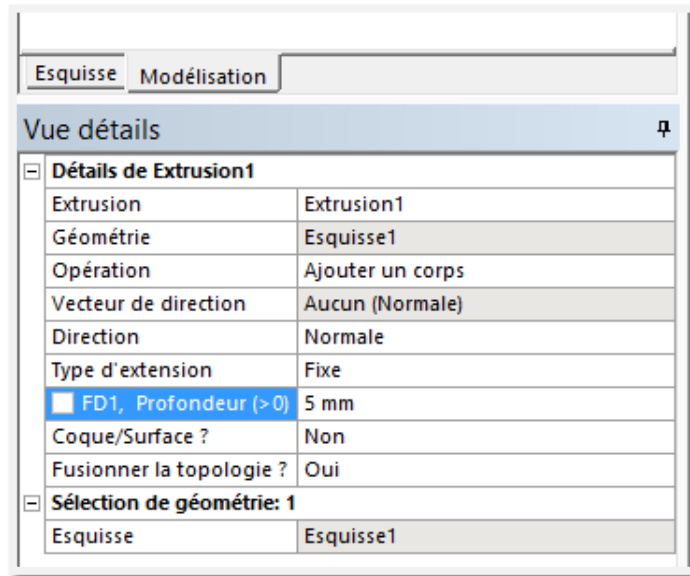 Esquisse Modélisation
Vue détails
Détails de Extrusion1
Extrusion Extrusion1
Géométrie Esquisse1
Opération Ajouter un corps
Vecteur de direction Aucun (Normale)
Direction Normale
Type d'extension Fixe
FD1, Profondeur (>0) 5 mm
Coque/Surface ? Non
Fusionner la topologie ? Oui
Sélection de géométrie: 1
Esquisse Esquisse1